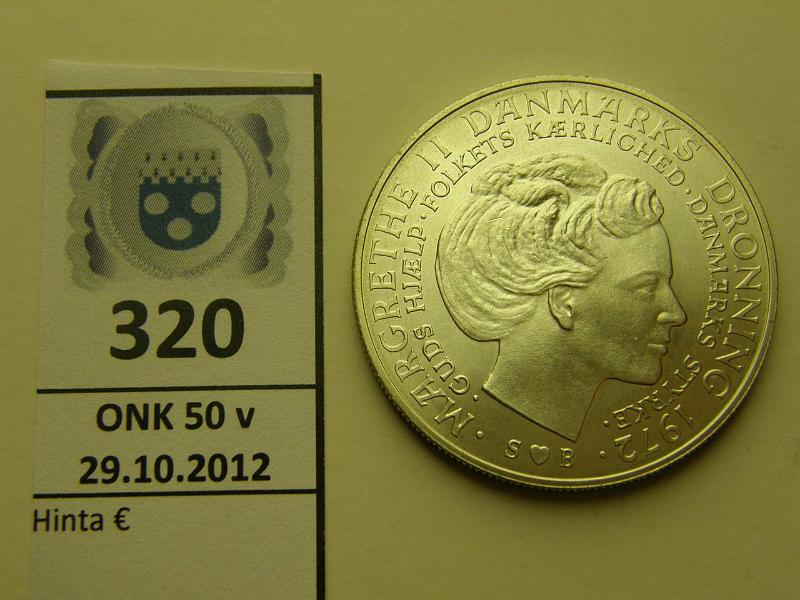 320
ONK 50 v
29.10.2012
Hinta €
· MARGRETHE II DANMARKS DRONNING 1972 ·
· GUDS HJÆLP · FOLKETS KÆRLIGHED · DANMARKS STYRKE ·
S ♥ B